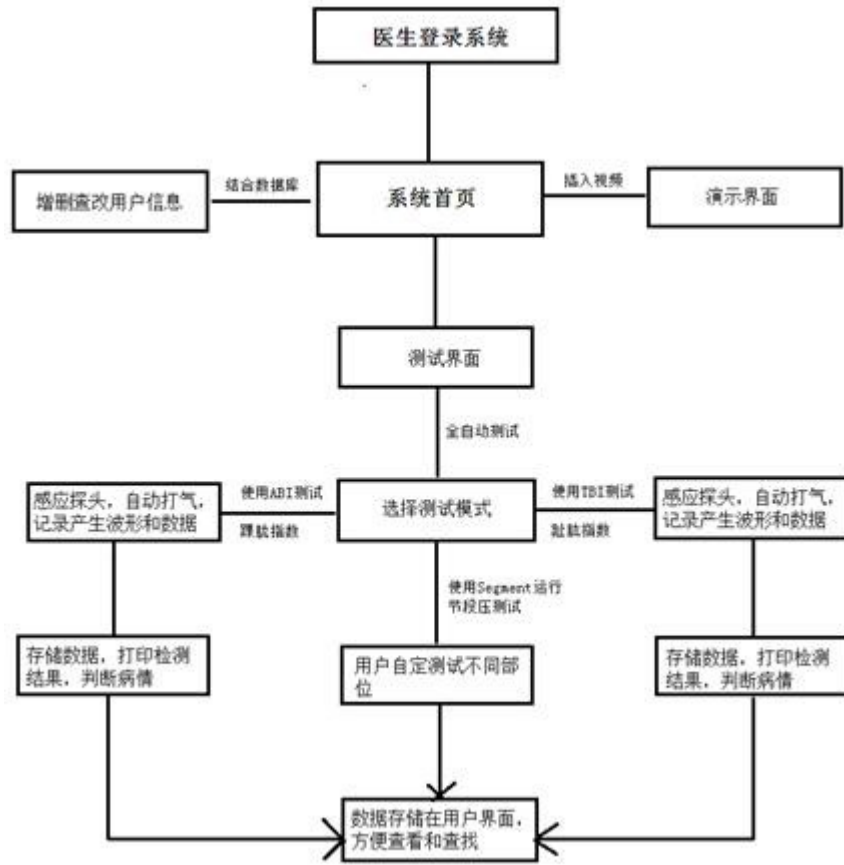 医生登录系统
增删查改用户信息
结合数据库
系统首页
插入视频
演示界面
测试界面
全自动测试
感应探头，自动打气，
记录产生波形和数据
使用ABI测试
踝肱指数
选择测试模式
使用TBI测试
趾肱指数
感应探头，自动打气，
记录产生波形和数据
使用Segment运行
节段压测试
存储数据，打印检测
结果，判断病情
用户自定测试不同部
位
存储数据，打印检测
结果，判断病情
数据存储在用户界面，
方便查看和查找